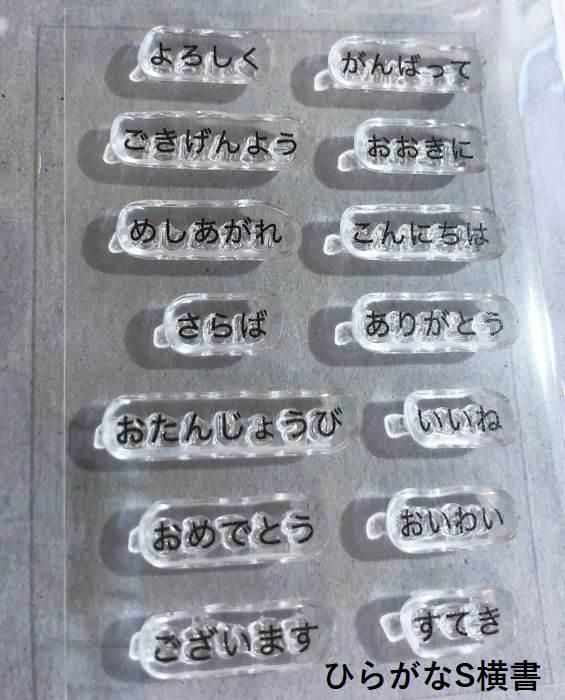 よろしく
がんばって
ごきげんよう
おおきに
めしあがれ
こんにちは
さらば
ありがとう
おたんじょうび
いいね
おめでとう
おいわい
ございます
すてき
ひらがなS横書